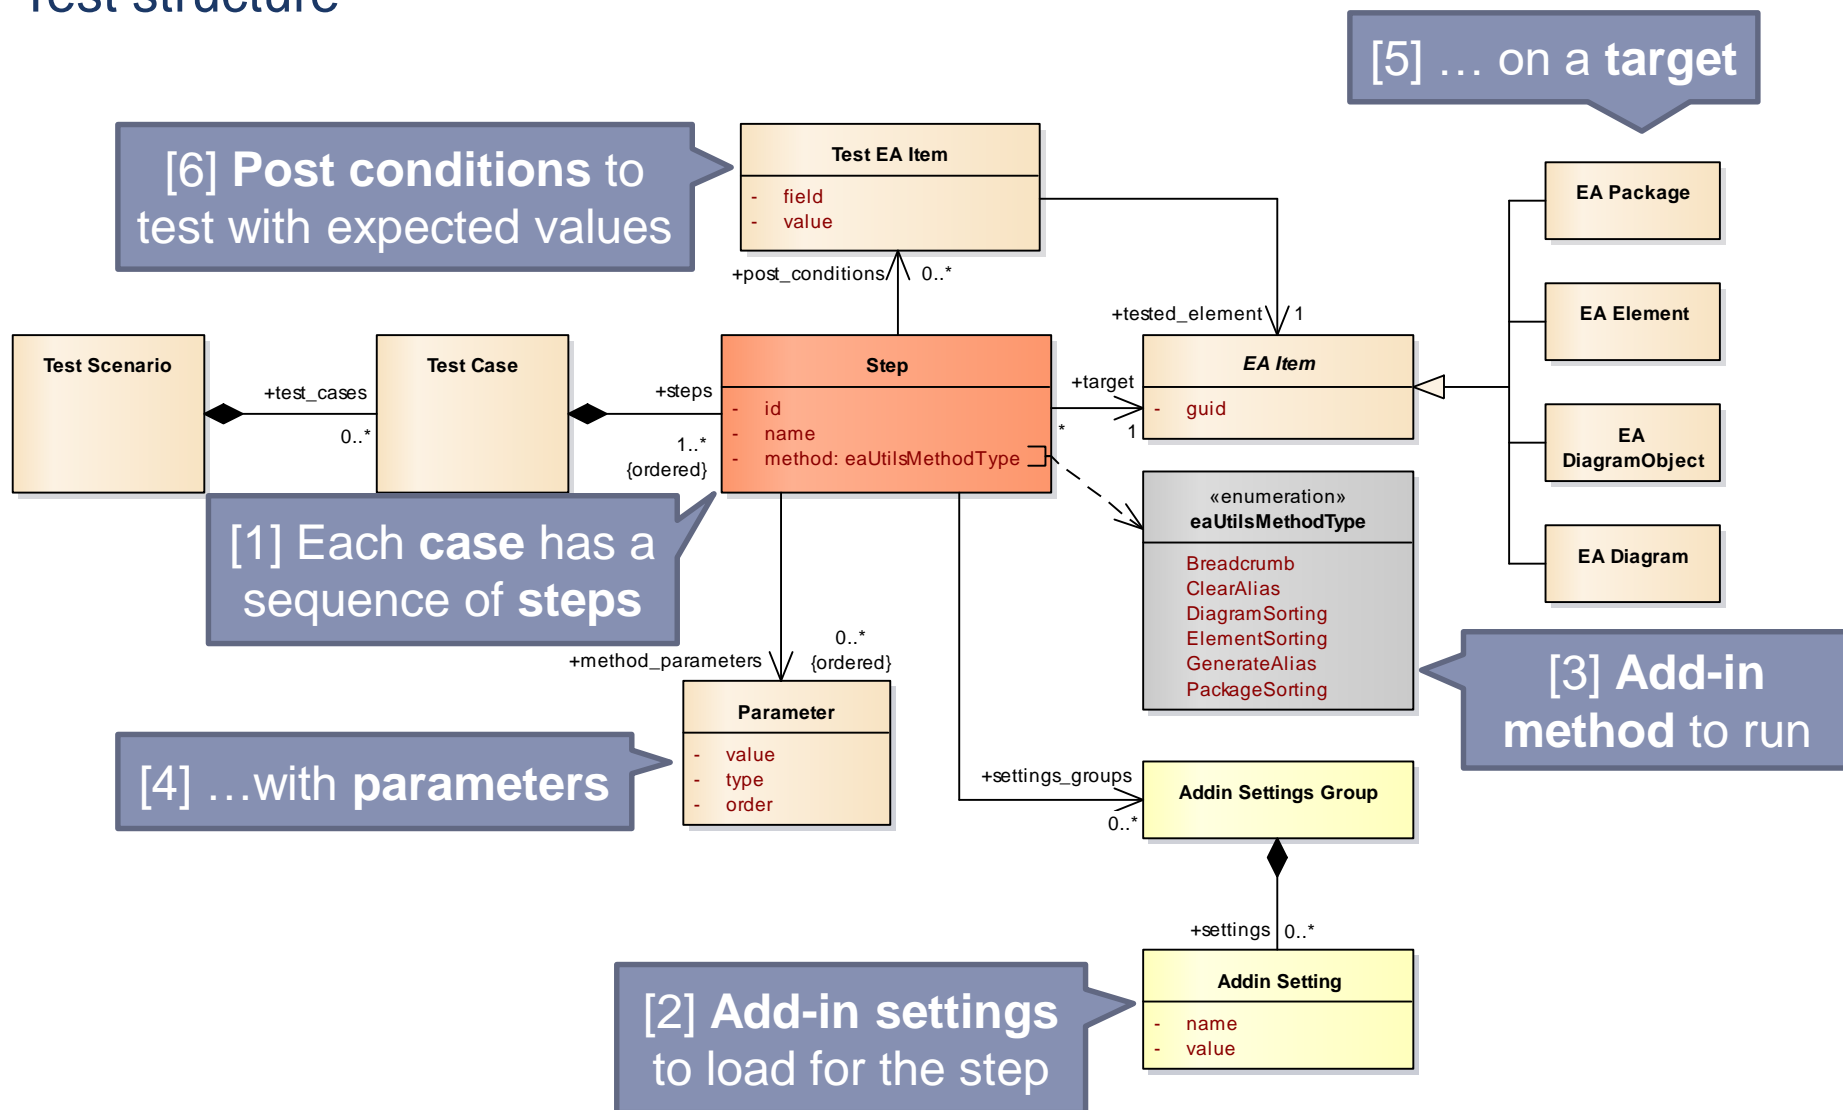 Test structure
[5] … on a target
[6] Post conditions to
test with expected values
Test EA Item
- field
- value
+post_conditions
0..*
EA Package
EA Element
EA
DiagramObject
EA Diagram
+tested_element
1
Test Scenario
+test_cases
0..*
Test Case
+steps
1..*
{ordered}
Step
- id
- name
- method: eaUtilsMethodType
+target
*
1
EA Item
- guid
«enumeration»
eaUtilsMethodType
Breadcrumb
ClearAlias
DiagramSorting
ElementSorting
GenerateAlias
PackageSorting
[1] Each case has a
sequence of steps
[3] Add-in
method to run
+method_parameters
0..*
{ordered}
Parameter
- value
- type
- order
[4] …with parameters
+settings_groups
0..*
Addin Settings Group
+settings
0..*
Addin Setting
- name
- value
[2] Add-in settings
to load for the step